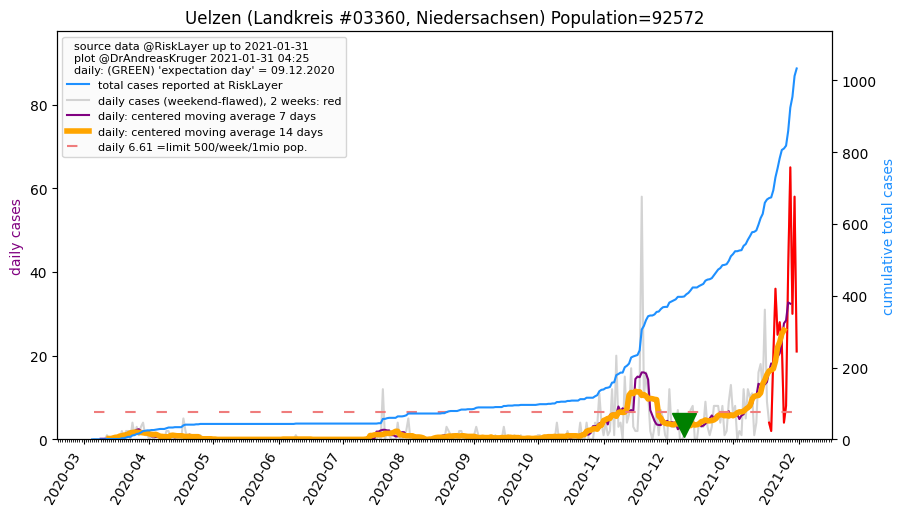 Uelzen (Landkreis #03360, Niedersachsen) Population=92572
source data @RiskLayer up to 2021-01-31
plot @DrAndreasKruger 2021-01-31 04:25
daily: (GREEN) 'expectation day' = 09.12.2020
total cases reported at RiskLayer
daily cases (weekend-flawed), 2 weeks: red
daily: centered moving average 7 days
daily: centered moving average 14 days
daily 6.61 =limit 500/week/1mio pop.
daily cases
80
60
40
20
0
cumulative total cases
1000
800
600
400
200
0
2020-03
2020-04
2020-05
2020-06
2020-07
2020-08
2020-09
2020-10
2020-11
2020-12
2021-01
2021-02